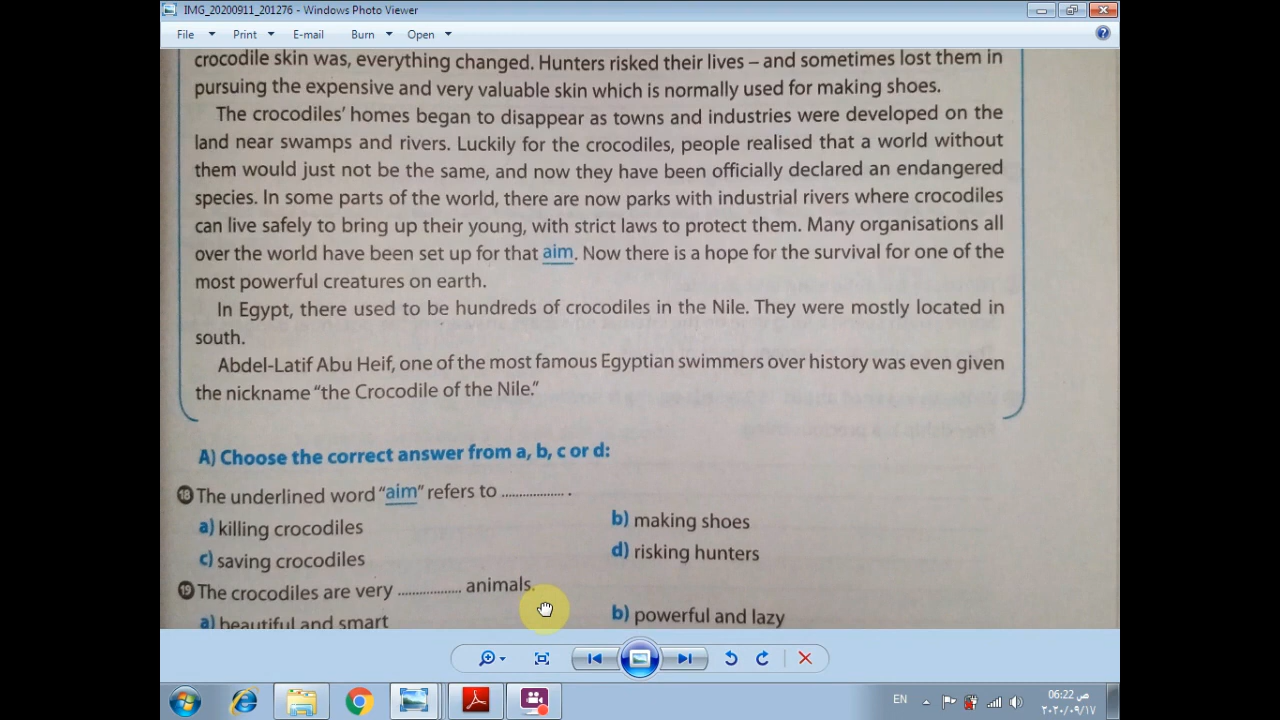 IMG_20200911_201276 - Windows Photo Viewer
File Print E-mail Burn Open
crocodile skin was, everything changed. Hunters risked their lives – and sometimes lost them in
pursuing the expensive and very valuable skin which is normally used for making shoes.
The crocodiles' homes began to disappear as towns and industries were developed on the
land near swamps and rivers. Luckily for the crocodiles, people realised that a world without
them would just not be the same, and now they have been officially declared an endangered
species. In some parts of the world, there are now parks with industrial rivers where crocodiles
can live safely to bring up their young, with strict laws to protect them. Many organisations all
over the world have been set up for that aim. Now there is a hope for the survival for one of the
most powerful creatures on earth.
In Egypt, there used to be hundreds of crocodiles in the Nile. They were mostly located in
south.
Abdel-Latif Abu Heif, one of the most famous Egyptian swimmers over history was even given
the nickname "the Crocodile of the Nile."
A) Choose the correct answer from a, b, c or d:
18 The underlined word "aim" refers to ................. .
a) killing crocodiles b) making shoes
c) saving crocodiles d) risking hunters
19 The crocodiles are very ................. animals.
a) beautiful and smart b) powerful and lazy
EN
06:22 ص
٢٠٢٠/٠٩/١٧